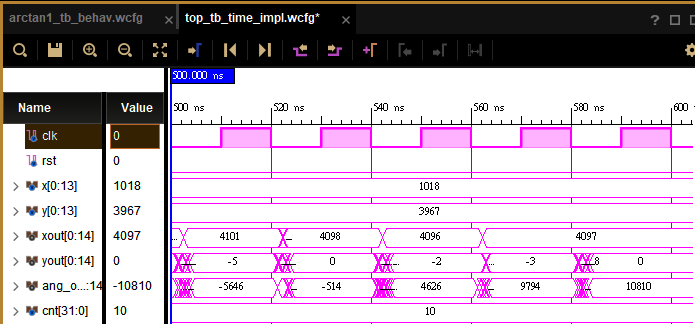 arctan1_tb_behav.wcfg × top_tb_time_impl.wcfg* ×
? 
500.000 ns
Name Value
500 ns 520 ns 540 ns 560 ns 580 ns 600
clk 0
rst 0
x[0:13] 1018 1018
y[0:13] 3967 3967
xout[0:14] 4097 ... 4101 4098 4096 4097
yout[0:14] 0 -5 0 -2 -3 8 0
ang_o...:14 -10810 -5646 -514 4626 9794 10810
cnt[31:0] 10 10